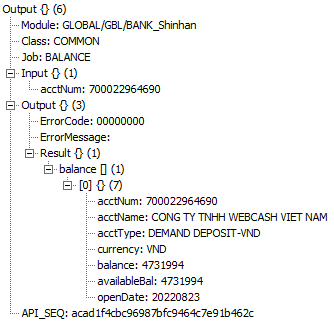 Output {} (6)
Module: GLOBAL/GBL/BANK_Shinhan
Class: COMMON
Job: BALANCE
Input {} (1)
acctNum: 700022964690
Output {} (3)
ErrorCode: 00000000
ErrorMessage:
Result {} (1)
balance [] (1)
[0] {} (7)
acctNum: 700022964690
acctName: CONG TY TNHH WEBCASH VIET NAM
acctType: DEMAND DEPOSIT-VND
currency: VND
balance: 4731994
availableBal: 4731994
openDate: 20220823
API_SEQ: acad1f4cbc96987bfc9464c7e91b462c